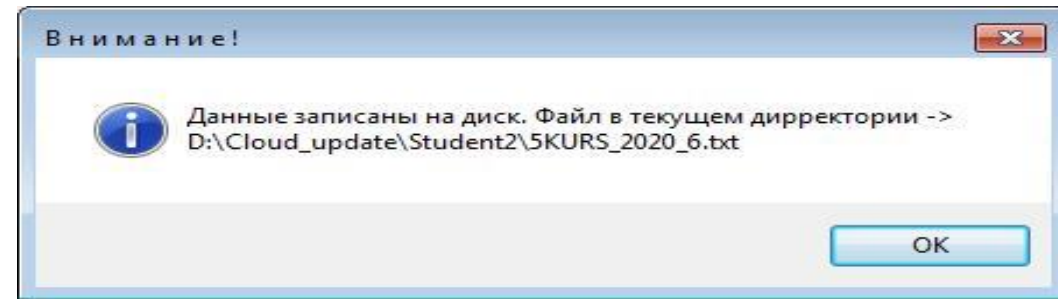 Внимание!
Данные записаны на диск. Файл в текущем дирректории ->
D:\Cloud_update\Student2\5KURS_2020_6.txt
OK